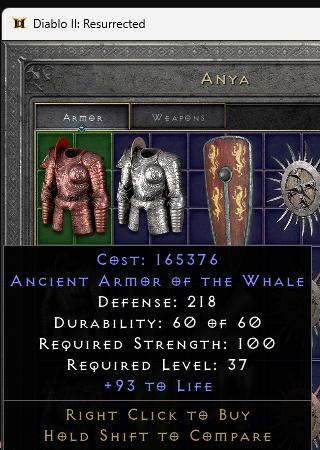 Diablo II: Resurrected
Anya
Armor Weapons
Cost: 165376
Ancient Armor of the Whale
Defense: 218
Durability: 60 of 60
Required Strength: 100
Required Level: 37
+93 to Life
Right Click to Buy
Hold Shift to Compare